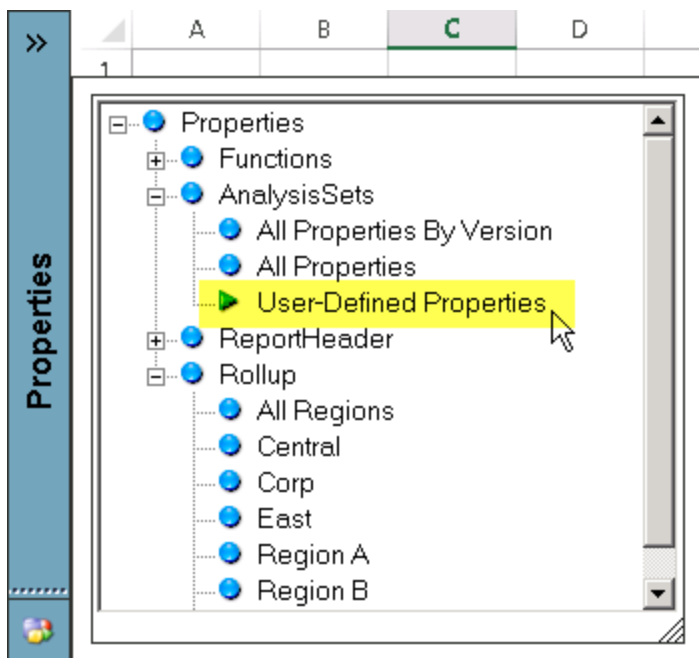 »
A B C D
1
Properties
Functions
AnalysisSets
All Properties By Version
All Properties
User-Defined Properties
ReportHeader
Rollup
All Regions
Central
Corp
East
Region A
Region B
Properties